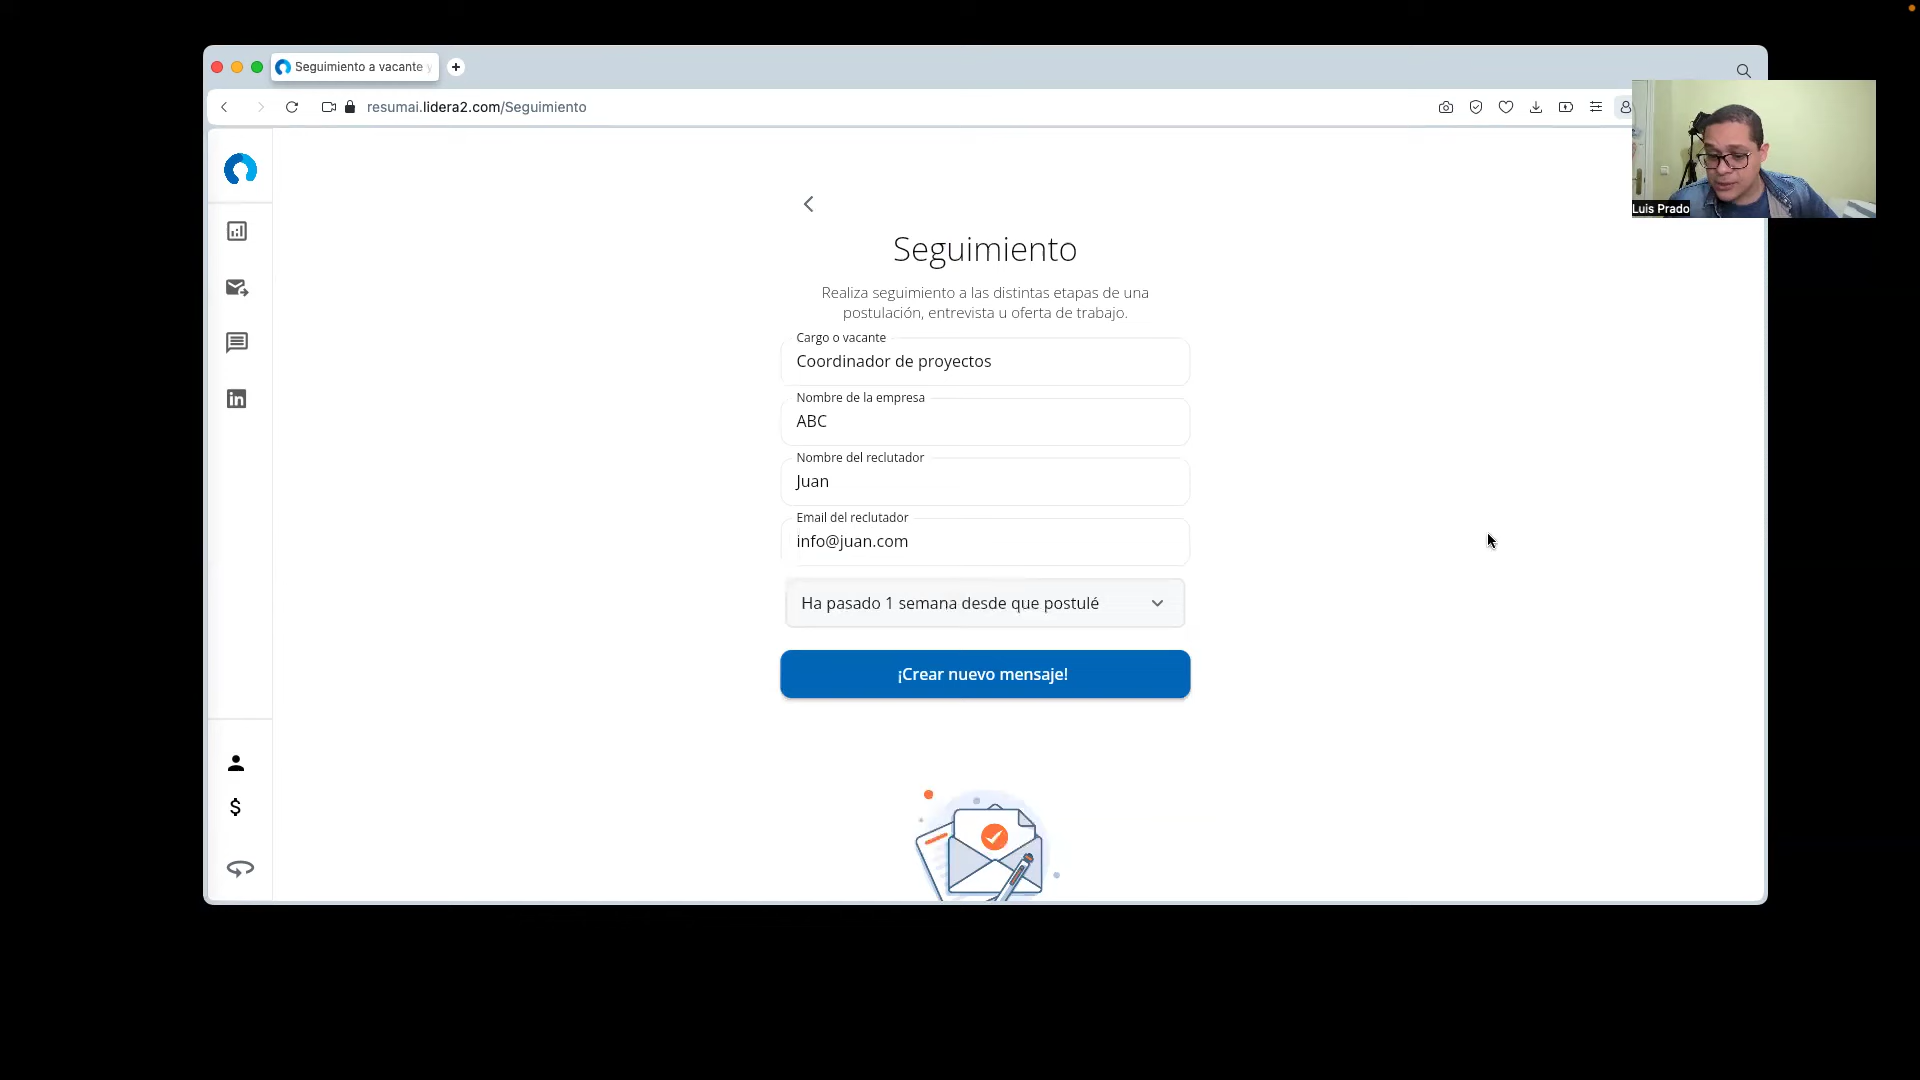 Seguimiento a vacante y
resumai.lidera2.com/Seguimiento
Luis Prado
Seguimiento
Realiza seguimiento a las distintas etapas de una
postulación, entrevista u oferta de trabajo.
Cargo o vacante
Coordinador de proyectos
Nombre de la empresa
ABC
Nombre del reclutador
Juan
Email del reclutador
info@juan.com
Ha pasado 1 semana desde que postulé
¡Crear nuevo mensaje!